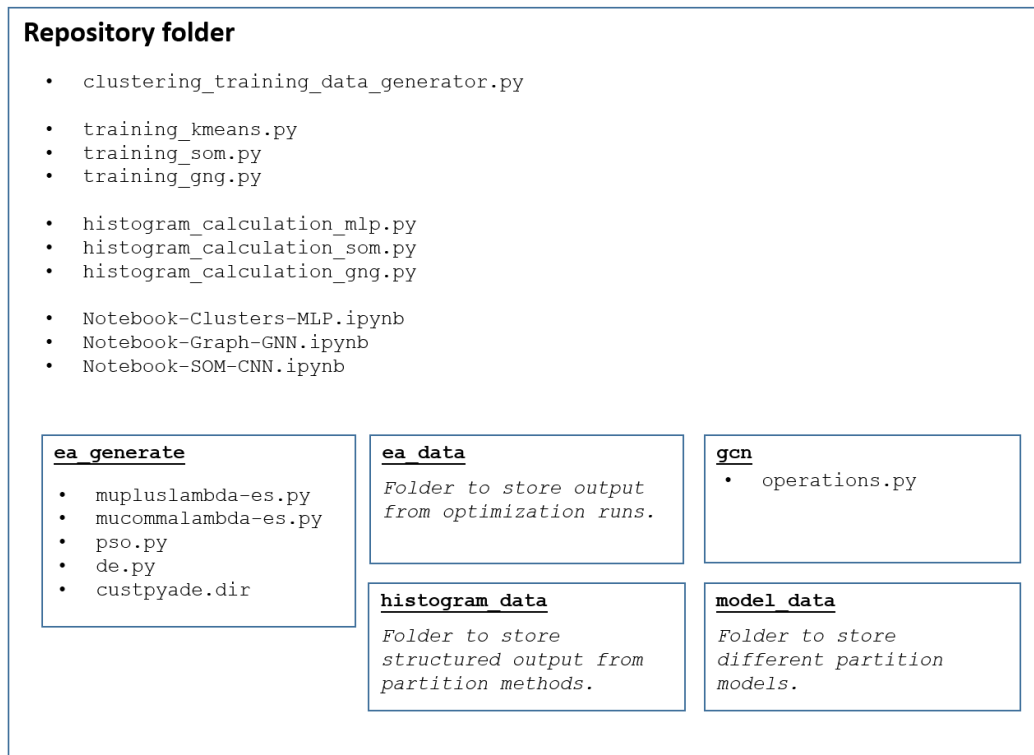 Repository folder
• clustering_training_data_generator.py
• training_kmeans.py
• training_som.py
• training_gng.py
• histogram_calculation_mlp.py
• histogram_calculation_som.py
• histogram_calculation_gng.py
• Notebook-Clusters-MLP.ipynb
• Notebook-Graph-GNN.ipynb
• Notebook-SOM-CNN.ipynb
ea_generate
• mupluslambda-es.py
• mucommalambda-es.py
• pso.py
• de.py
• custpyade.dir
ea_data
Folder to store output
from optimization runs.
gcn
• operations.py
histogram_data
Folder to store
structured output from
partition methods.
model_data
Folder to store
different partition
models.